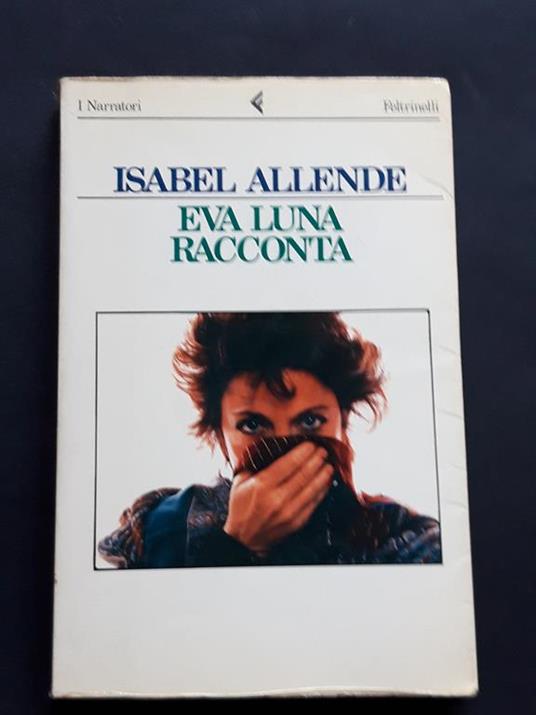 I Narratori
Feltrinelli
ISABEL ALLENDE
EVA LUNA
RACCONTA